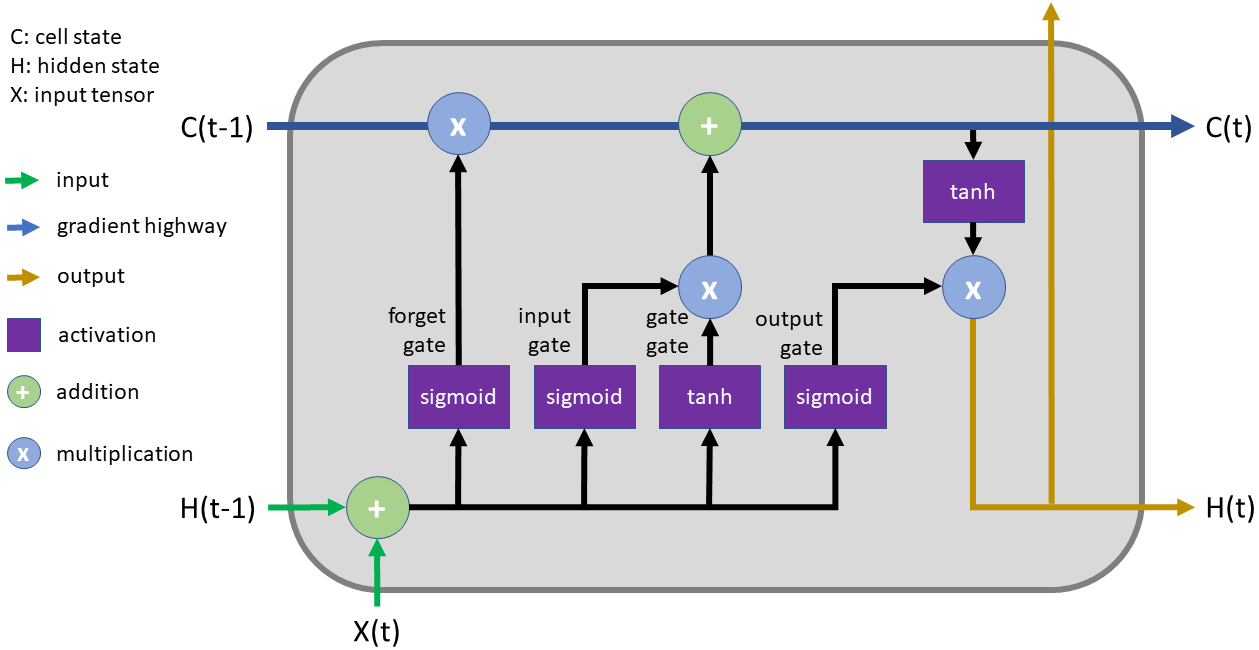 C: cell state
H: hidden state
X: input tensor
C(t-1)
x
+
C(t)
input
gradient highway
output
activation
+ addition
x multiplication
tanh
x
x
forget
gate
input
gate
gate
gate
output
gate
sigmoid
sigmoid
tanh
sigmoid
H(t-1)
+
H(t)
X(t)